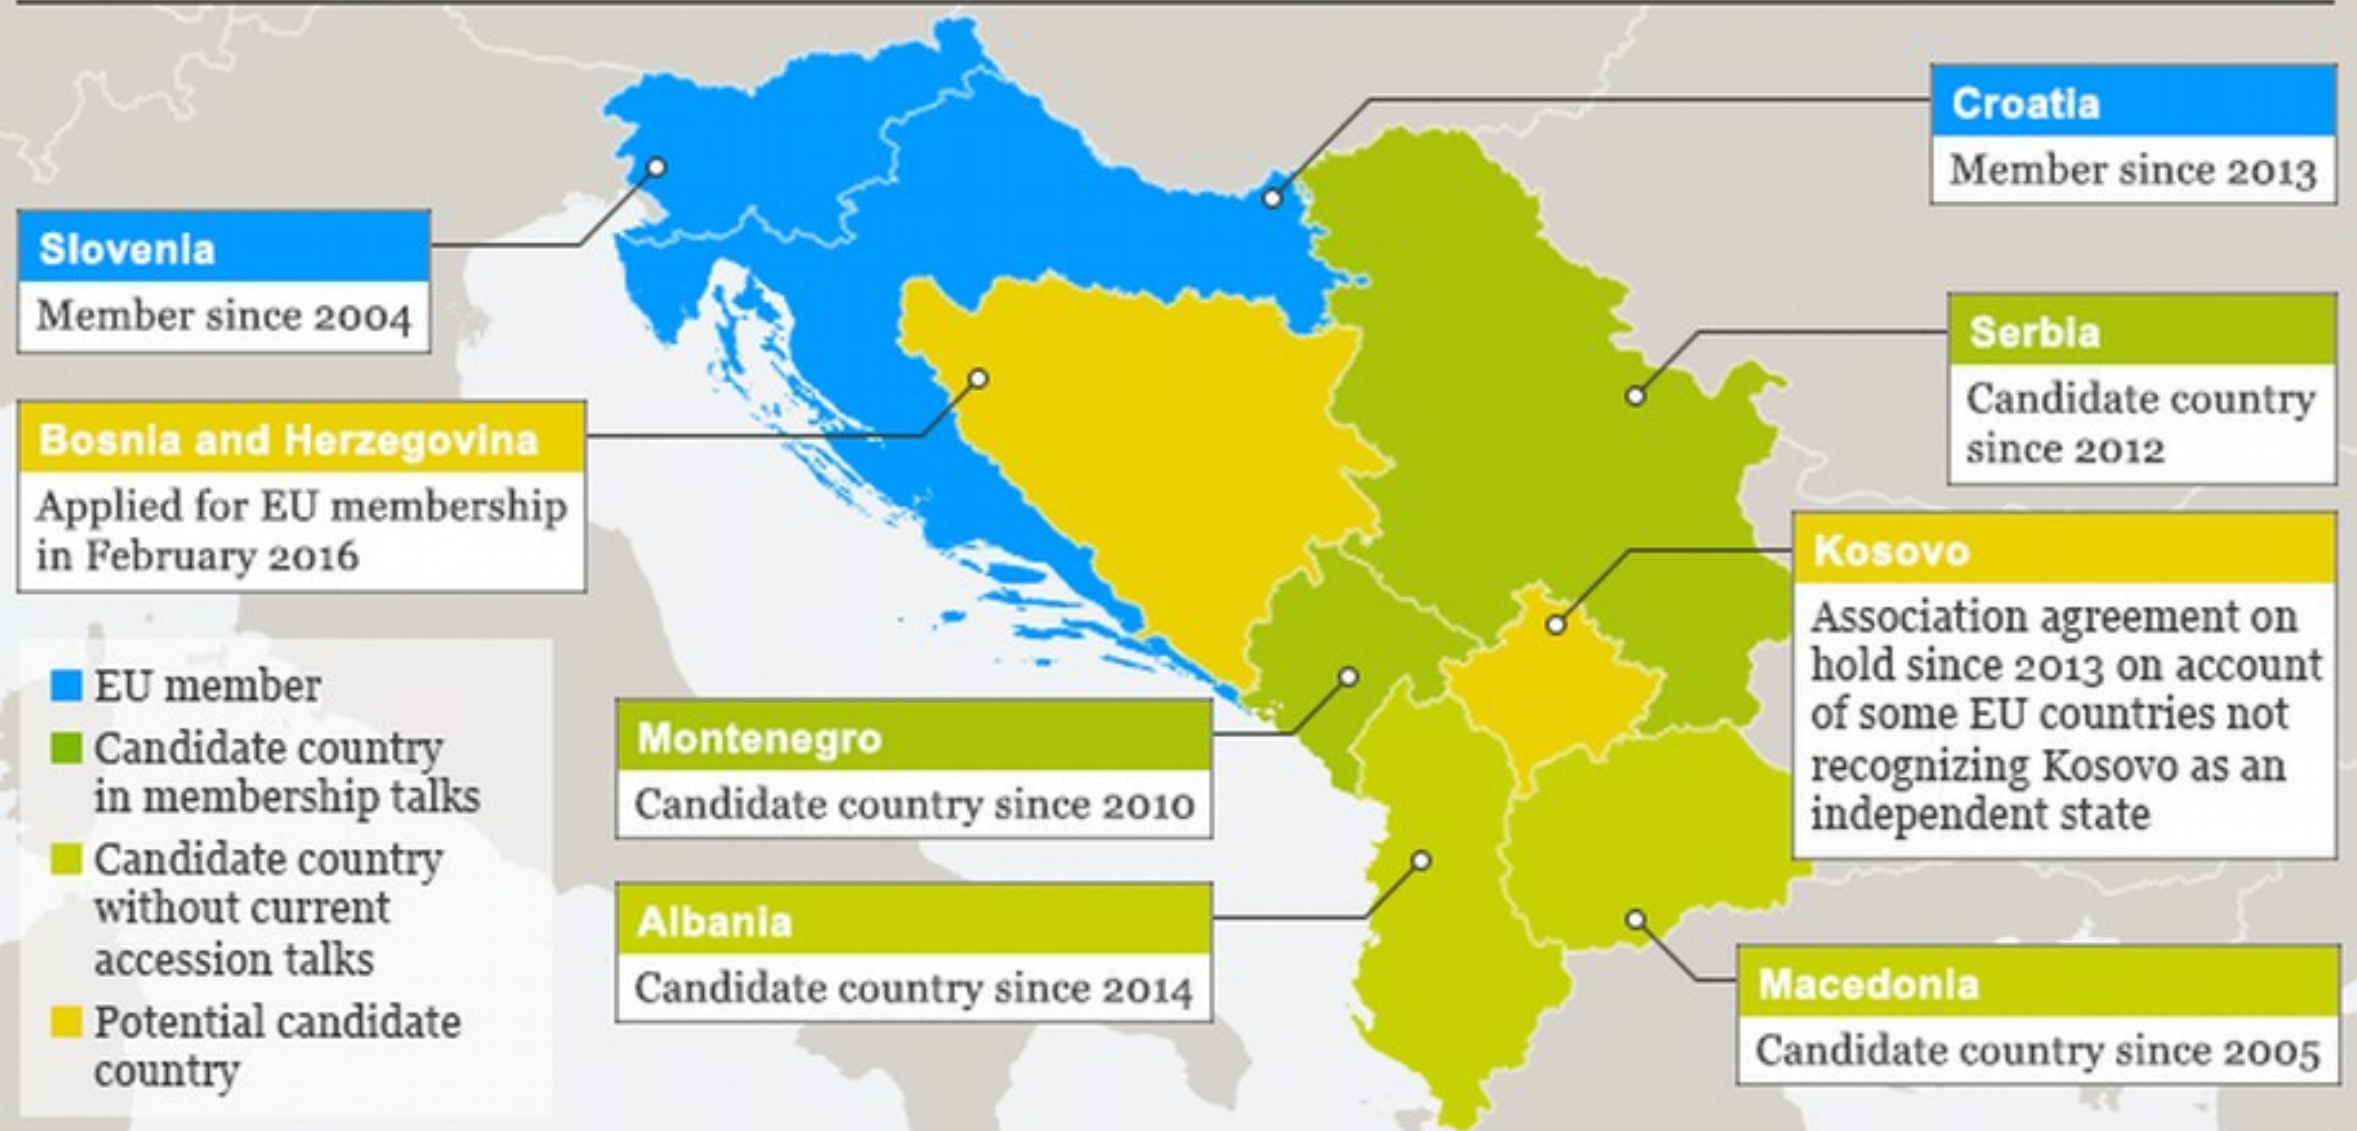 Croatia
Member since 2013
Slovenia
Member since 2004
Serbia
Candidate country
since 2012
Bosnia and Herzegovina
Applied for EU membership
in February 2016
Kosovo
Association agreement on
hold since 2013 on account
of some EU countries not
recognizing Kosovo as an
independent state
EU member
Candidate country
in membership talks
Candidate country
without current
accession talks
Potential candidate
country
Montenegro
Candidate country since 2010
Albania
Candidate country since 2014
Macedonia
Candidate country since 2005